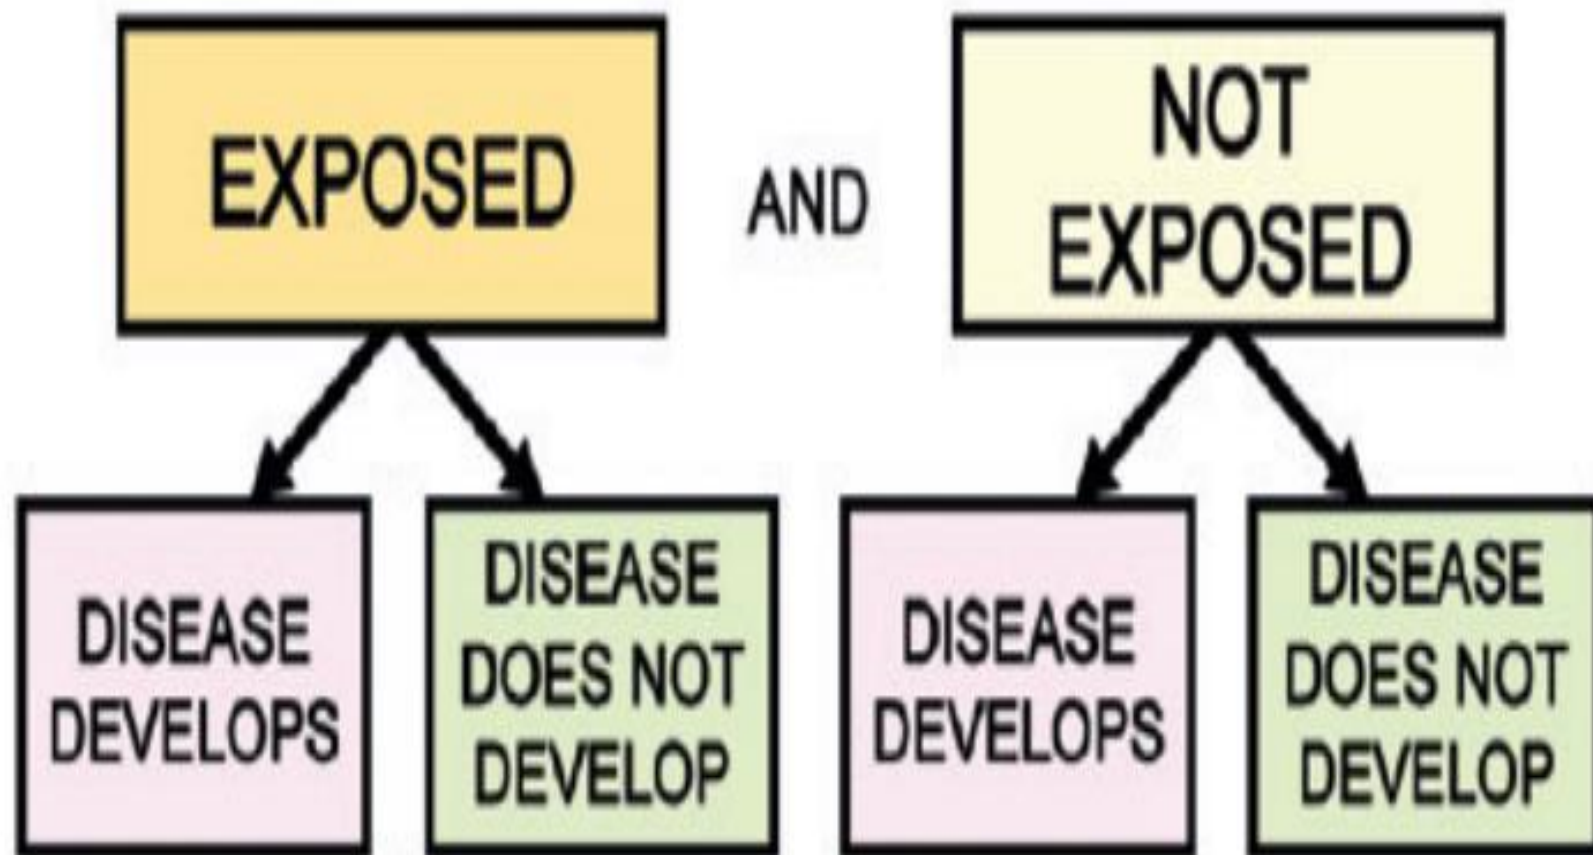 EXPOSED
AND
NOT
EXPOSED
DISEASE
DEVELOPS
DISEASE
DOES NOT
DEVELOP
DISEASE
DEVELOPS
DISEASE
DOES NOT
DEVELOP